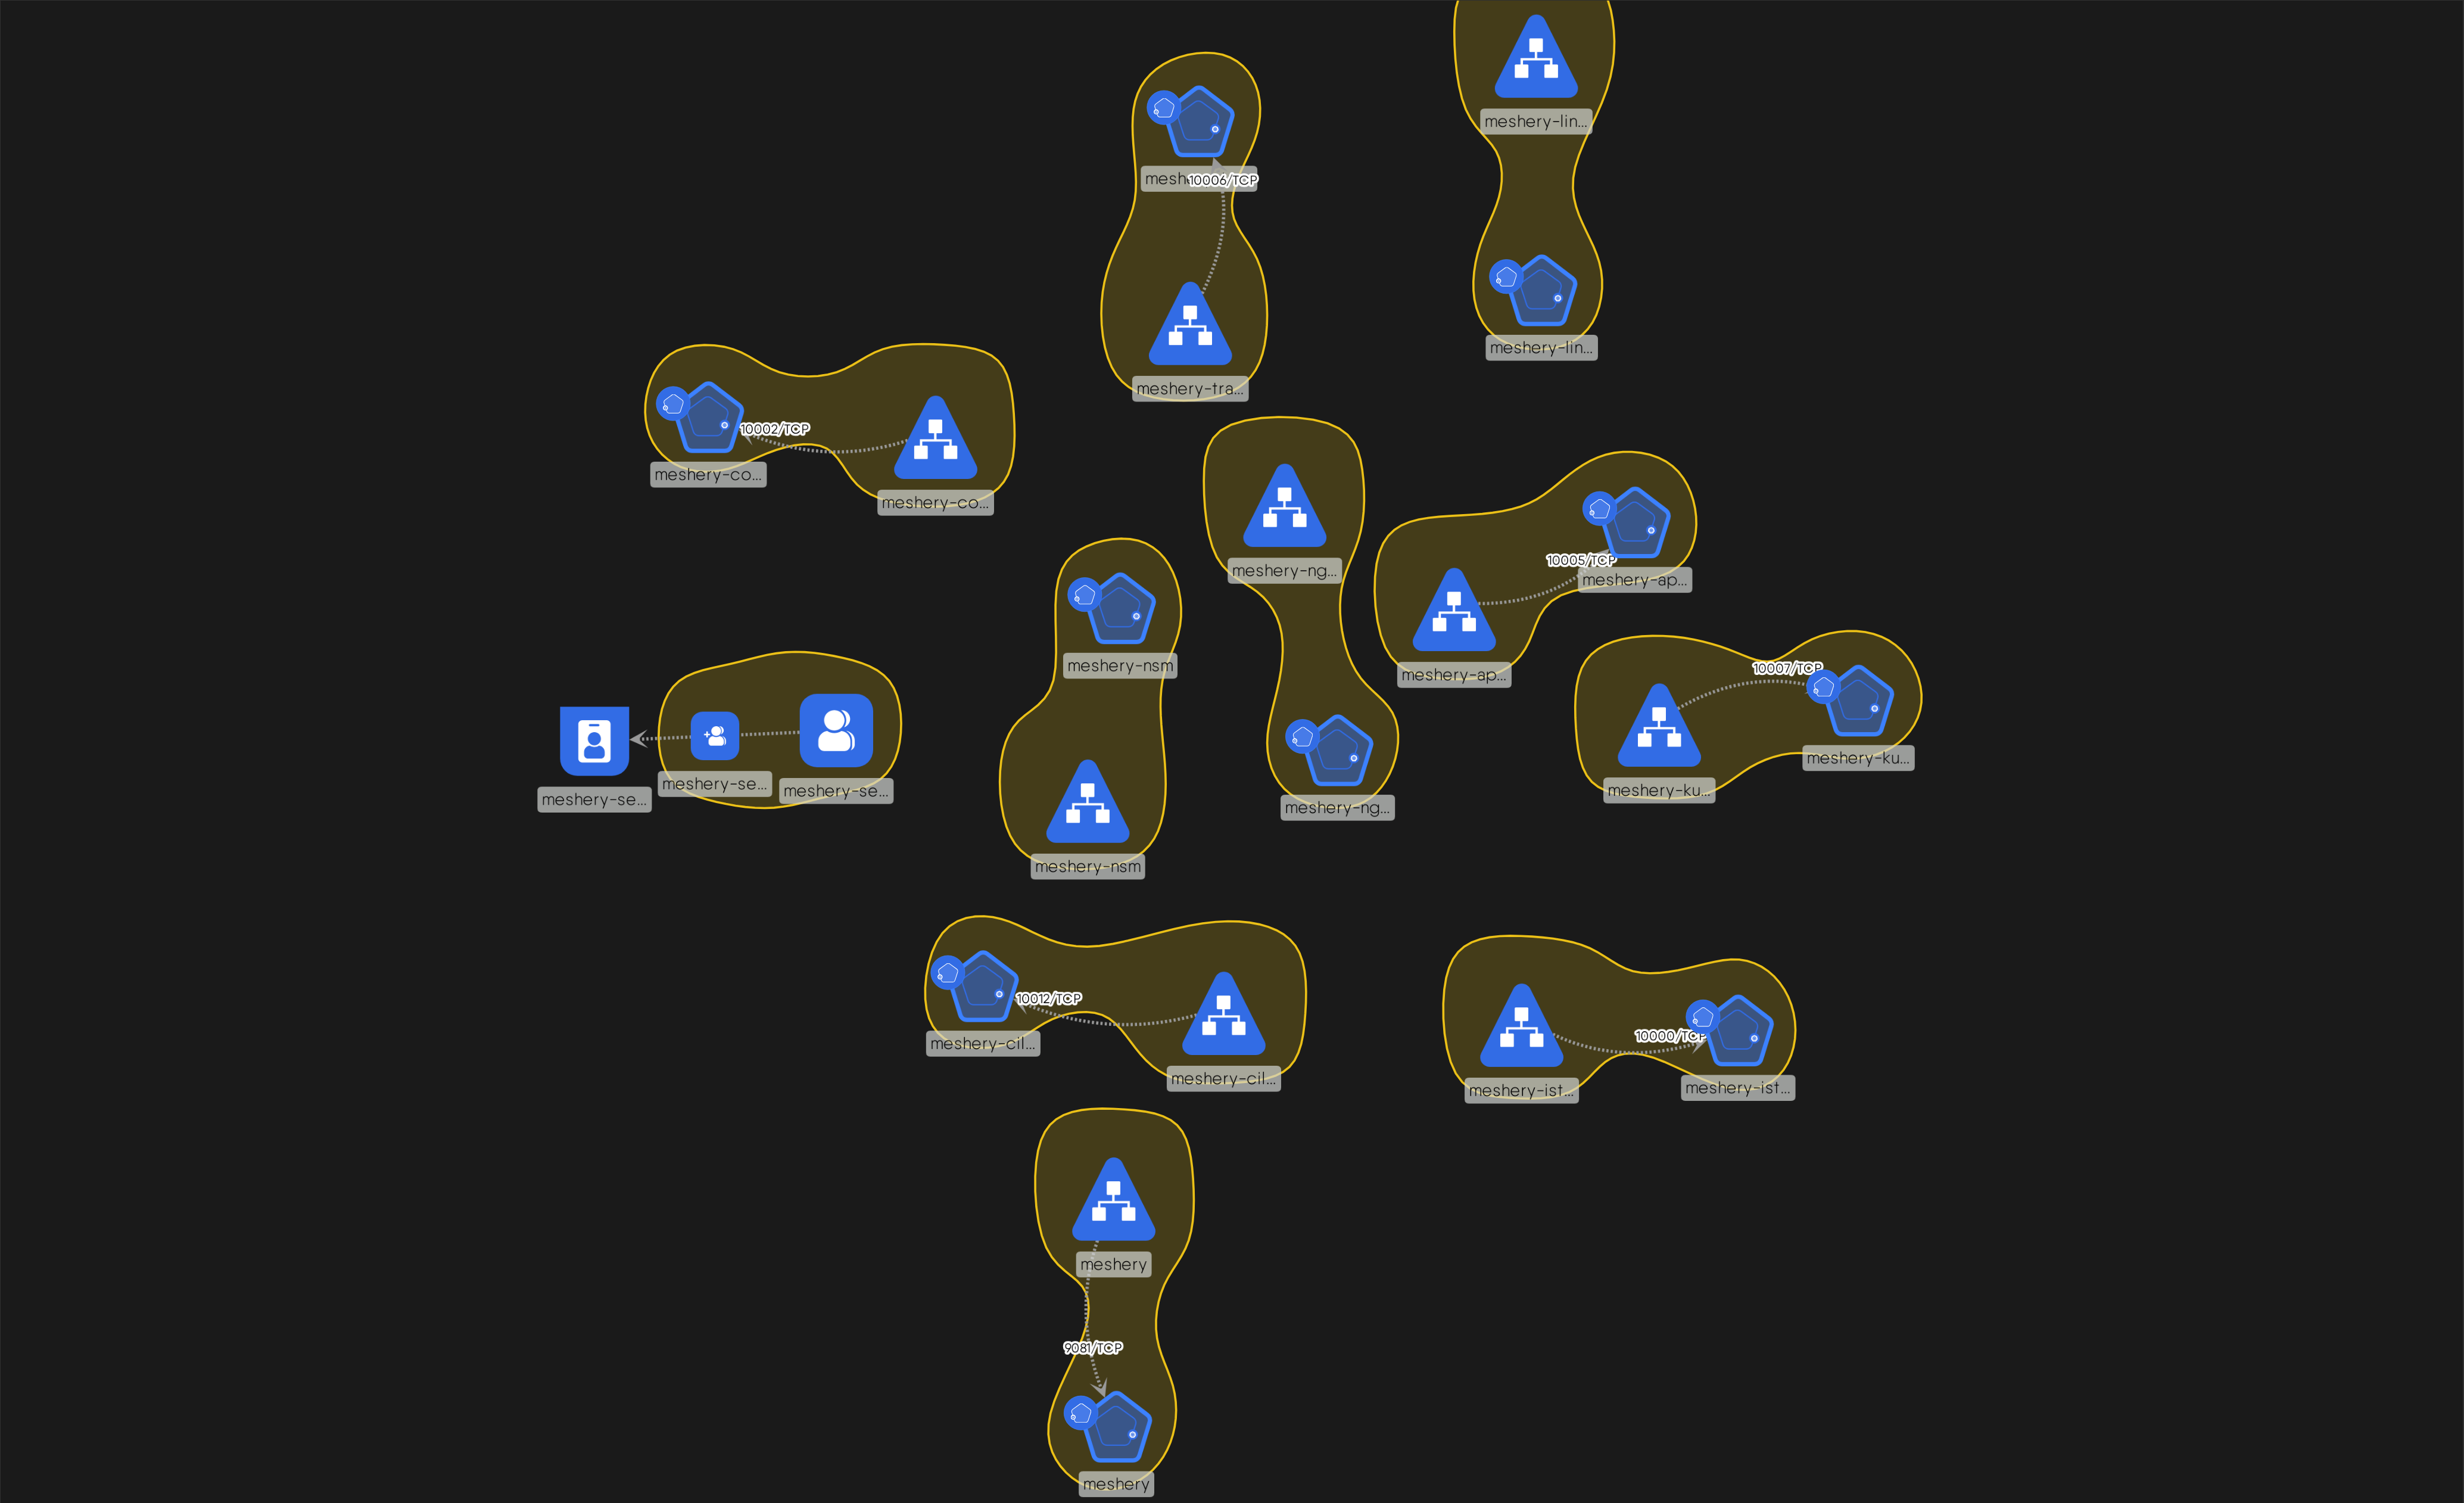 meshery-lin...
10006/TCP
meshery-lin...
meshery-tra...
10002/TCP
meshery-co...
meshery-co...
meshery-ng...
10005/TCP
meshery-ap...
meshery-nsm
meshery-ap...
10007/TCP
meshery-ku...
meshery-se...
meshery-se...
meshery-se...
meshery-ku...
meshery-ng...
meshery-nsm
10012/TCP
meshery-cil...
meshery-cil...
10000/TCP
meshery-ist...
meshery-ist...
meshery
9081/TCP
meshery